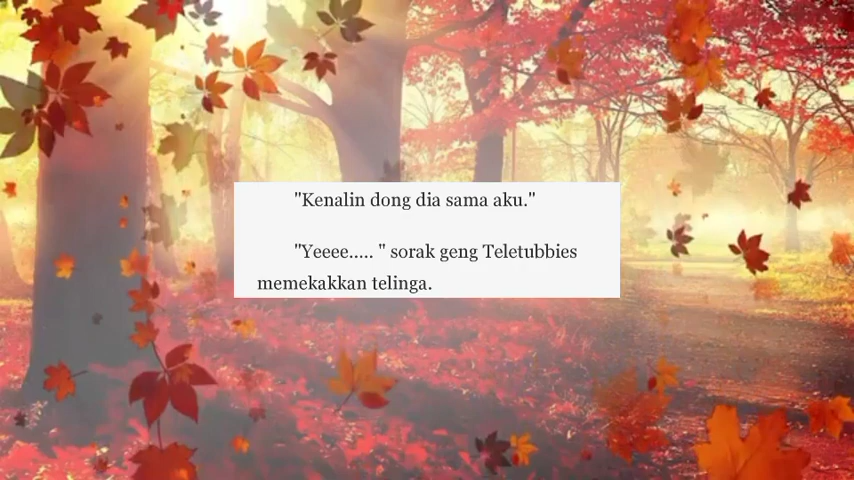 "Kenalin dong dia sama aku."
"Yeeee..... " sorak geng Teletubbies
memekakkan telinga.